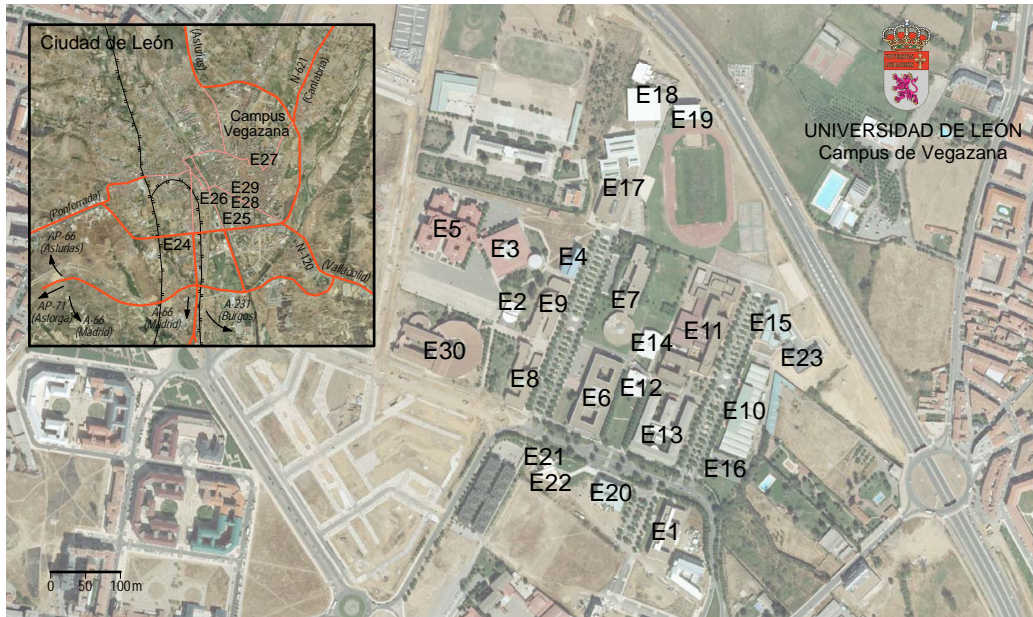 Ciudad de León
(Asturias)
N-621
(Cantabria)
Campus
Vegazana
E27
E29
E26
E28
E25
(Ponferrada)
E24
N-120
(Valladolid)
AP-66
(Asturias)
AP-71
(Astorga)
A-66
(Madrid)
A-66
(Madrid)
A-231
(Burgos)
UNIVERSIDAD DE LEÓN
Campus de Vegazana
E18
E19
E17
E5
E3
E4
E2
E9
E7
E11
E15
E14
E23
E30
E8
E6
E12
E10
E13
E21
E16
E22
E20
E1
0 50 100m